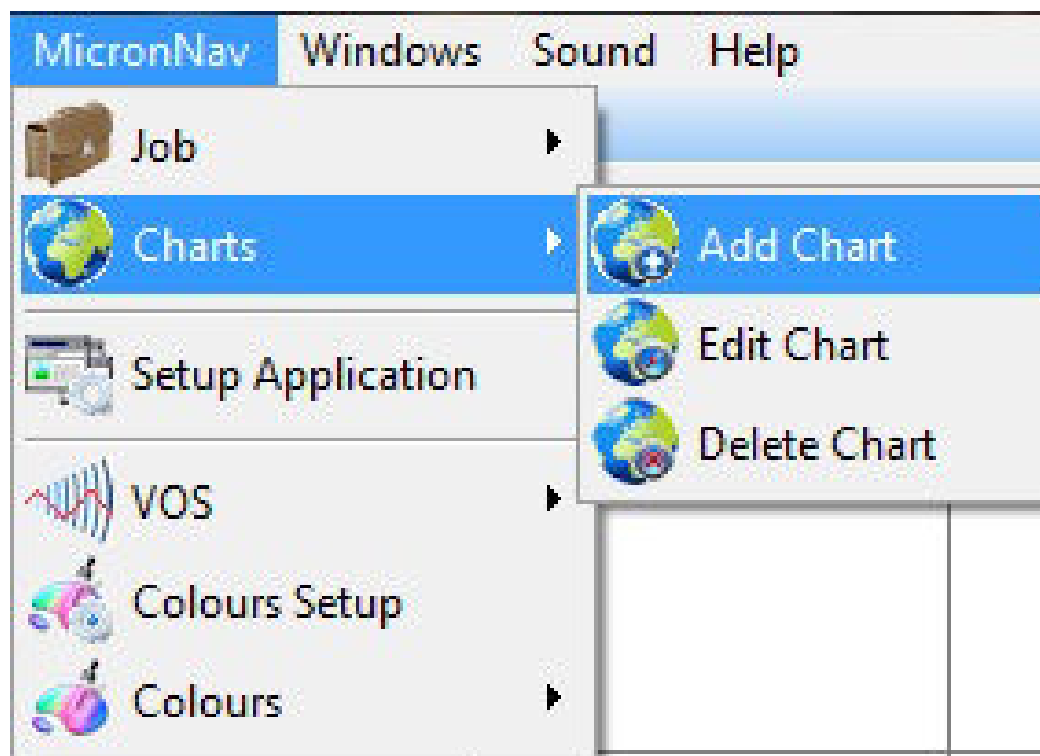 MicronNav Windows Sound Help
Job
Charts
Add Chart
Edit Chart
Setup Application
Delete Chart
VOS
Colours Setup
Colours